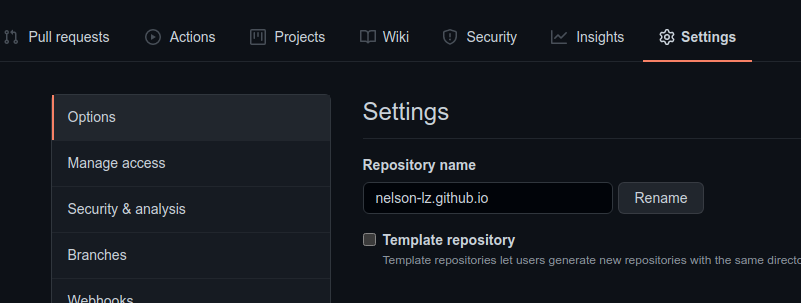 Pull requests Actions Projects Wiki Security Insights Settings
Options
Manage access
Security & analysis
Branches
Webhooks
Settings
Repository name
nelson-lz.github.io Rename
Template repository
Template repositories let users generate new repositories with the same